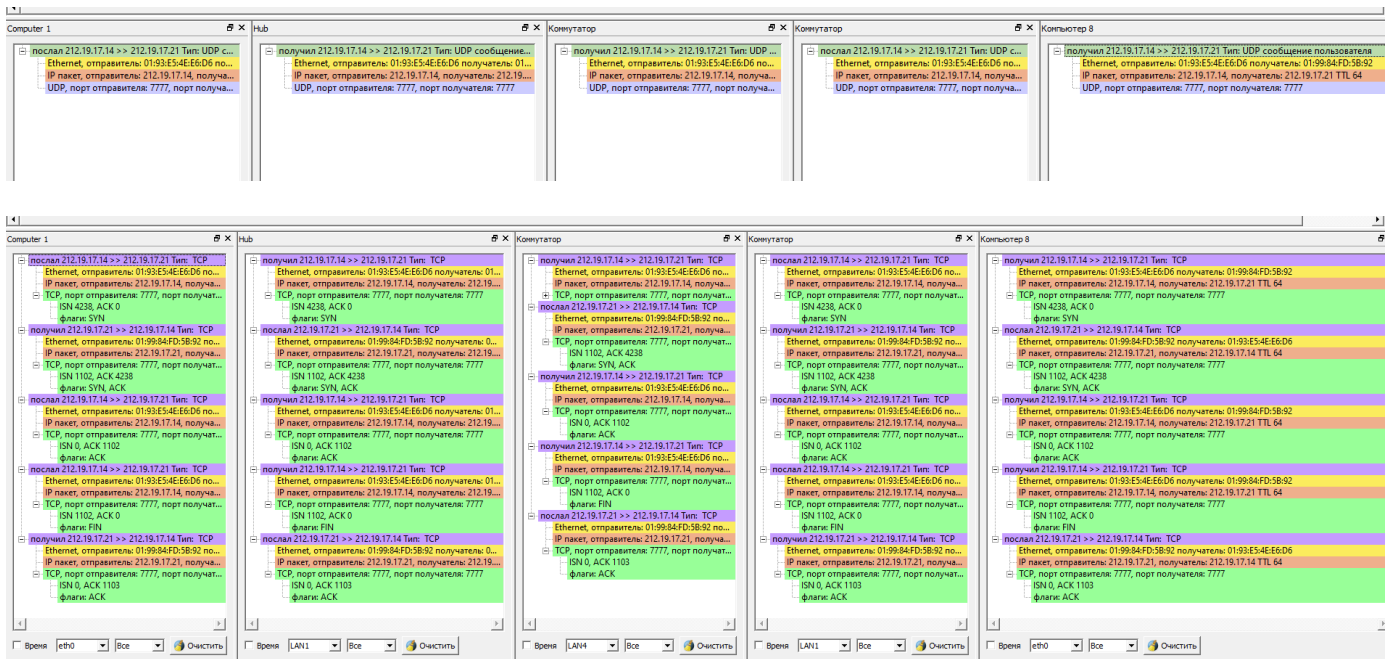 Computer 1
послал 212.19.17.14 >> 212.19.17.21 Тип: UDP с...
Ethernet, отправитель: 01:93:E5:4E:E6:D6 по...
IP пакет, отправитель: 212.19.17.14, получа...
UDP, порт отправителя: 7777, порт получа...
Hub
получил 212.19.17.14 >> 212.19.17.21 Тип: UDP сообщение...
Ethernet, отправитель: 01:93:E5:4E:E6:D6 получатель: 01...
IP пакет, отправитель: 212.19.17.14, получатель: 212.19....
UDP, порт отправителя: 7777, порт получателя: 7777
Коммутатор
получил 212.19.17.14 >> 212.19.17.21 Тип: UDP ...
Ethernet, отправитель: 01:93:E5:4E:E6:D6 по...
IP пакет, отправитель: 212.19.17.14, получа...
UDP, порт отправителя: 7777, порт получа...
Коммутатор
послал 212.19.17.14 >> 212.19.17.21 Тип: UDP с...
Ethernet, отправитель: 01:93:E5:4E:E6:D6 по...
IP пакет, отправитель: 212.19.17.14, получа...
UDP, порт отправителя: 7777, порт получа...
Компьютер 8
получил 212.19.17.14 >> 212.19.17.21 Тип: UDP сообщение пользователя
Ethernet, отправитель: 01:93:E5:4E:E6:D6 получатель: 01:99:84:FD:5B:92
IP пакет, отправитель: 212.19.17.14, получатель: 212.19.17.21 TTL 64
UDP, порт отправителя: 7777, порт получателя: 7777
Computer 1
послал 212.19.17.14 >> 212.19.17.21 Тип: TCP
Ethernet, отправитель: 01:93:E5:4E:E6:D6 по...
IP пакет, отправитель: 212.19.17.14, получа...
TCP, порт отправителя: 7777, порт получат...
ISN 4238, ACK 0
флаги: SYN
получил 212.19.17.21 >> 212.19.17.14 Тип: TCP
Ethernet, отправитель: 01:99:84:FD:5B:92 по...
IP пакет, отправитель: 212.19.17.21, получа...
TCP, порт отправителя: 7777, порт получат...
ISN 1102, ACK 4238
флаги: SYN, ACK
послал 212.19.17.14 >> 212.19.17.21 Тип: TCP
Ethernet, отправитель: 01:93:E5:4E:E6:D6 по...
IP пакет, отправитель: 212.19.17.14, получа...
TCP, порт отправителя: 7777, порт получат...
ISN 0, ACK 1102
флаги: ACK
послал 212.19.17.14 >> 212.19.17.21 Тип: TCP
Ethernet, отправитель: 01:93:E5:4E:E6:D6 по...
IP пакет, отправитель: 212.19.17.14, получа...
TCP, порт отправителя: 7777, порт получат...
ISN 1102, ACK 0
флаги: FIN
получил 212.19.17.21 >> 212.19.17.14 Тип: TCP
Ethernet, отправитель: 01:99:84:FD:5B:92 по...
IP пакет, отправитель: 212.19.17.21, получа...
TCP, порт отправителя: 7777, порт получат...
ISN 0, ACK 1103
флаги: ACK
Время eth0 Все Очистить
Hub
получил 212.19.17.14 >> 212.19.17.21 Тип: TCP
Ethernet, отправитель: 01:93:E5:4E:E6:D6 получатель: 01...
IP пакет, отправитель: 212.19.17.14, получатель: 212.19....
TCP, порт отправителя: 7777, порт получателя: 7777
ISN 4238, ACK 0
флаги: SYN
послал 212.19.17.21 >> 212.19.17.14 Тип: TCP
Ethernet, отправитель: 01:99:84:FD:5B:92 получатель: 0...
IP пакет, отправитель: 212.19.17.21, получатель: 212.19....
TCP, порт отправителя: 7777, порт получателя: 7777
ISN 1102, ACK 4238
флаги: SYN, ACK
получил 212.19.17.14 >> 212.19.17.21 Тип: TCP
Ethernet, отправитель: 01:93:E5:4E:E6:D6 получатель: 01...
IP пакет, отправитель: 212.19.17.14, получатель: 212.19....
TCP, порт отправителя: 7777, порт получателя: 7777
ISN 0, ACK 1102
флаги: ACK
получил 212.19.17.14 >> 212.19.17.21 Тип: TCP
Ethernet, отправитель: 01:93:E5:4E:E6:D6 получатель: 01...
IP пакет, отправитель: 212.19.17.14, получатель: 212.19....
TCP, порт отправителя: 7777, порт получателя: 7777
ISN 1102, ACK 0
флаги: FIN
послал 212.19.17.21 >> 212.19.17.14 Тип: TCP
Ethernet, отправитель: 01:99:84:FD:5B:92 получатель: 0...
IP пакет, отправитель: 212.19.17.21, получатель: 212.19....
TCP, порт отправителя: 7777, порт получателя: 7777
ISN 0, ACK 1103
флаги: ACK
Время LAN1 Все Очистить
Коммутатор
получил 212.19.17.14 >> 212.19.17.21 Тип: TCP
Ethernet, отправитель: 01:93:E5:4E:E6:D6 по...
IP пакет, отправитель: 212.19.17.14, получа...
TCP, порт отправителя: 7777, порт получат...
послал 212.19.17.21 >> 212.19.17.14 Тип: TCP
Ethernet, отправитель: 01:99:84:FD:5B:92 по...
IP пакет, отправитель: 212.19.17.21, получа...
TCP, порт отправителя: 7777, порт получат...
ISN 1102, ACK 4238
флаги: SYN, ACK
получил 212.19.17.14 >> 212.19.17.21 Тип: TCP
Ethernet, отправитель: 01:93:E5:4E:E6:D6 по...
IP пакет, отправитель: 212.19.17.14, получа...
TCP, порт отправителя: 7777, порт получат...
ISN 0, ACK 1102
флаги: ACK
получил 212.19.17.14 >> 212.19.17.21 Тип: TCP
Ethernet, отправитель: 01:93:E5:4E:E6:D6 по...
IP пакет, отправитель: 212.19.17.14, получа...
TCP, порт отправителя: 7777, порт получат...
ISN 1102, ACK 0
флаги: FIN
послал 212.19.17.21 >> 212.19.17.14 Тип: TCP
Ethernet, отправитель: 01:99:84:FD:5B:92 по...
IP пакет, отправитель: 212.19.17.21, получа...
TCP, порт отправителя: 7777, порт получат...
ISN 0, ACK 1103
флаги: ACK
Время LAN4 Все Очистить
Коммутатор
послал 212.19.17.14 >> 212.19.17.21 Тип: TCP
Ethernet, отправитель: 01:93:E5:4E:E6:D6 по...
IP пакет, отправитель: 212.19.17.14, получа...
TCP, порт отправителя: 7777, порт получат...
ISN 4238, ACK 0
флаги: SYN
получил 212.19.17.21 >> 212.19.17.14 Тип: TCP
Ethernet, отправитель: 01:99:84:FD:5B:92 по...
IP пакет, отправитель: 212.19.17.21, получа...
TCP, порт отправителя: 7777, порт получат...
ISN 1102, ACK 4238
флаги: SYN, ACK
послал 212.19.17.14 >> 212.19.17.21 Тип: TCP
Ethernet, отправитель: 01:93:E5:4E:E6:D6 по...
IP пакет, отправитель: 212.19.17.14, получа...
TCP, порт отправителя: 7777, порт получат...
ISN 0, ACK 1102
флаги: ACK
послал 212.19.17.14 >> 212.19.17.21 Тип: TCP
Ethernet, отправитель: 01:93:E5:4E:E6:D6 по...
IP пакет, отправитель: 212.19.17.14, получа...
TCP, порт отправителя: 7777, порт получат...
ISN 1102, ACK 0
флаги: FIN
получил 212.19.17.21 >> 212.19.17.14 Тип: TCP
Ethernet, отправитель: 01:99:84:FD:5B:92 по...
IP пакет, отправитель: 212.19.17.21, получа...
TCP, порт отправителя: 7777, порт получат...
ISN 0, ACK 1103
флаги: ACK
Время LAN1 Все Очистить
Компьютер 8
получил 212.19.17.14 >> 212.19.17.21 Тип: TCP
Ethernet, отправитель: 01:93:E5:4E:E6:D6 получатель: 01:99:84:FD:5B:92
IP пакет, отправитель: 212.19.17.14, получатель: 212.19.17.21 TTL 64
TCP, порт отправителя: 7777, порт получателя: 7777
ISN 4238, ACK 0
флаги: SYN
послал 212.19.17.21 >> 212.19.17.14 Тип: TCP
Ethernet, отправитель: 01:99:84:FD:5B:92 получатель: 01:93:E5:4E:E6:D6
IP пакет, отправитель: 212.19.17.21, получатель: 212.19.17.14 TTL 64
TCP, порт отправителя: 7777, порт получателя: 7777
ISN 1102, ACK 4238
флаги: SYN, ACK
получил 212.19.17.14 >> 212.19.17.21 Тип: TCP
Ethernet, отправитель: 01:93:E5:4E:E6:D6 получатель: 01:99:84:FD:5B:92
IP пакет, отправитель: 212.19.17.14, получатель: 212.19.17.21 TTL 64
TCP, порт отправителя: 7777, порт получателя: 7777
ISN 0, ACK 1102
флаги: ACK
получил 212.19.17.14 >> 212.19.17.21 Тип: TCP
Ethernet, отправитель: 01:93:E5:4E:E6:D6 получатель: 01:99:84:FD:5B:92
IP пакет, отправитель: 212.19.17.14, получатель: 212.19.17.21 TTL 64
TCP, порт отправителя: 7777, порт получателя: 7777
ISN 1102, ACK 0
флаги: FIN
послал 212.19.17.21 >> 212.19.17.14 Тип: TCP
Ethernet, отправитель: 01:99:84:FD:5B:92 получатель: 01:93:E5:4E:E6:D6
IP пакет, отправитель: 212.19.17.21, получатель: 212.19.17.14 TTL 64
TCP, порт отправителя: 7777, порт получателя: 7777
ISN 0, ACK 1103
флаги: ACK
Время eth0 Все Очистить